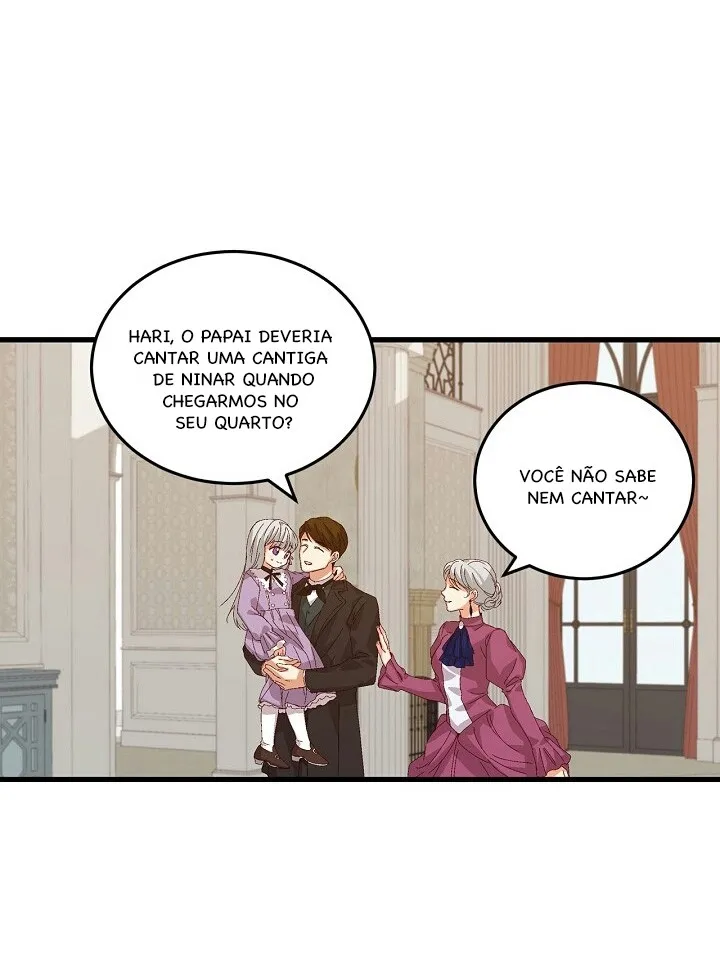 HARI, O PAPAI DEVERIA
CANTAR UMA CANTIGA
DE NINAR QUANDO
CHEGARMOS NO
SEU QUARTO?
VOCÊ NÃO SABE
NEM CANTAR~